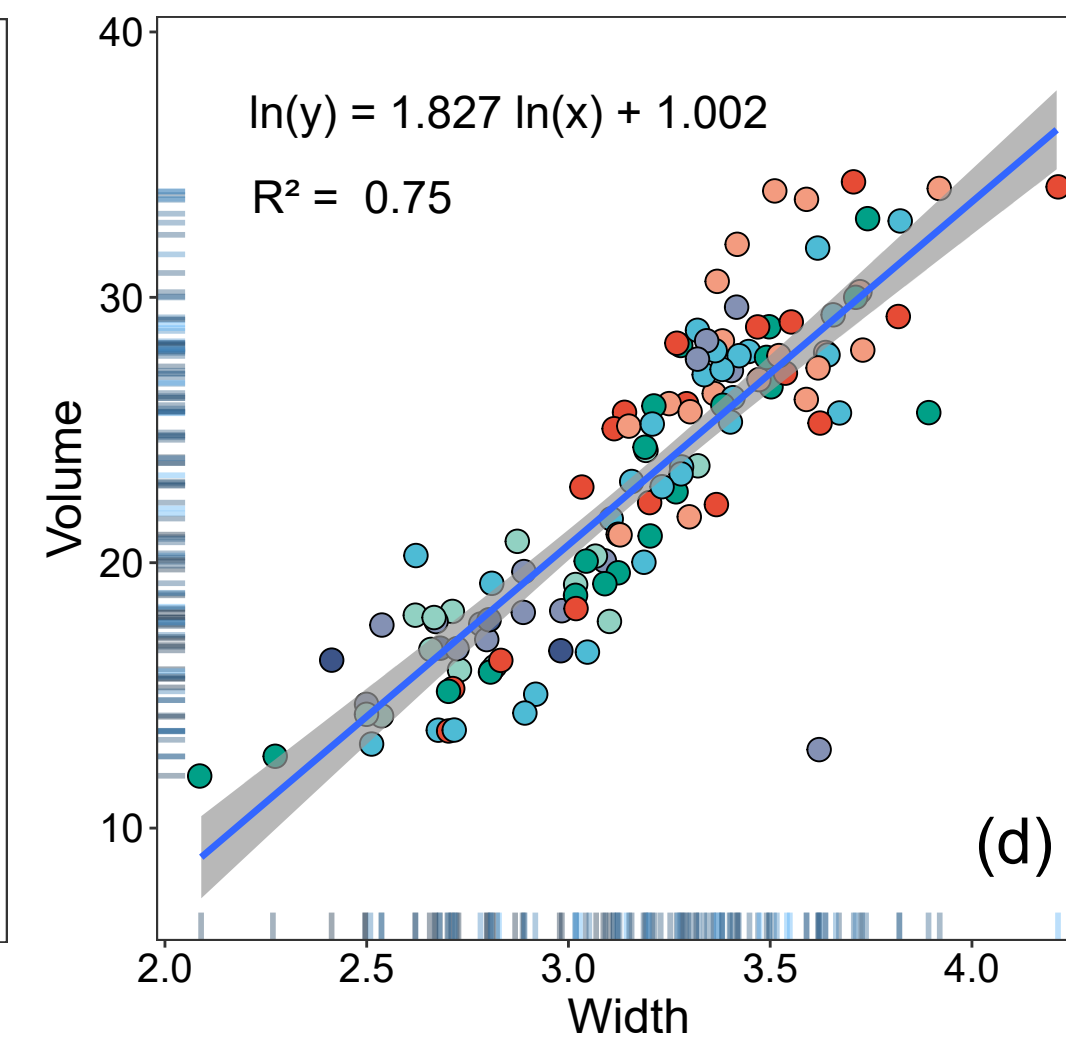 40
ln(y) = 1.827 ln(x) + 1.002
R² = 0.75
30
Volume
20
10
(d)
2.0 2.5 3.0 3.5 4.0
Width